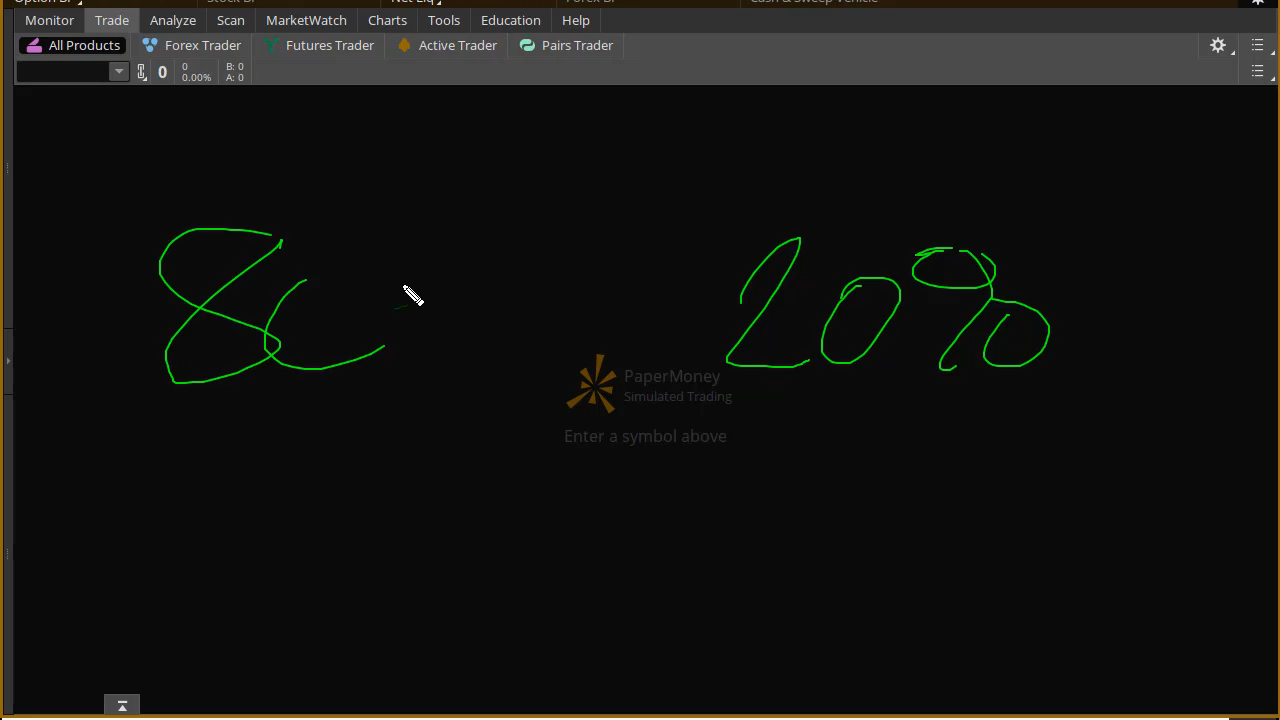 Monitor Trade Analyze Scan MarketWatch Charts Tools Education Help
All Products Forex Trader Futures Trader Active Trader Pairs Trader
0 0 B: 0
0.00% A: 0
8 20%
PaperMoney
Simulated Trading
Enter a symbol above